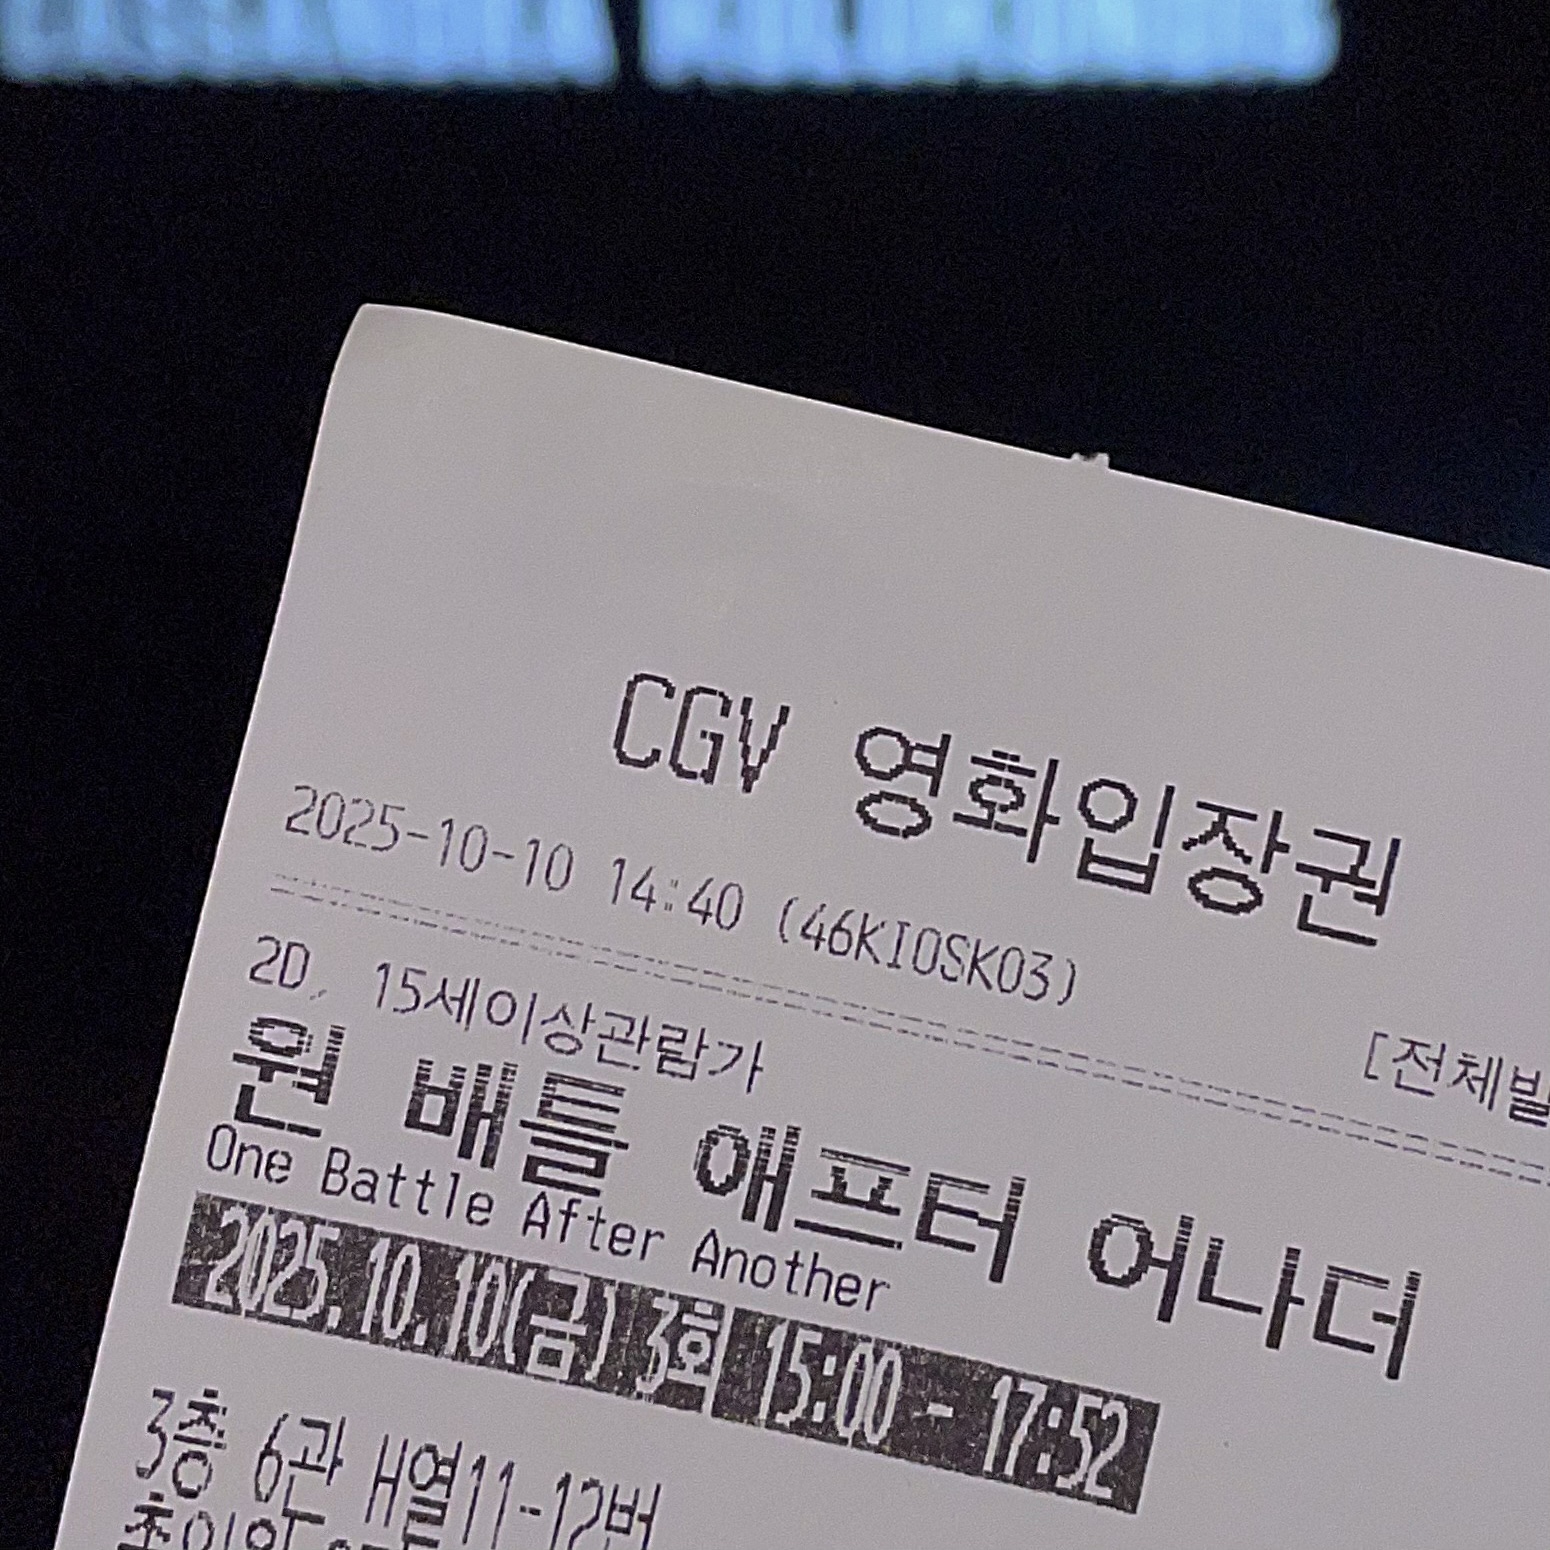 CGV 영화입장권
2025-10-10 14:40 (46KIOSK03)
[전체발
2D, 15세이상관람가
원 배틀 애프터 어나더
One Battle After Another
2025.10.10(금) 3회 15:00 - 17:52
3층 6관 H열11-12번